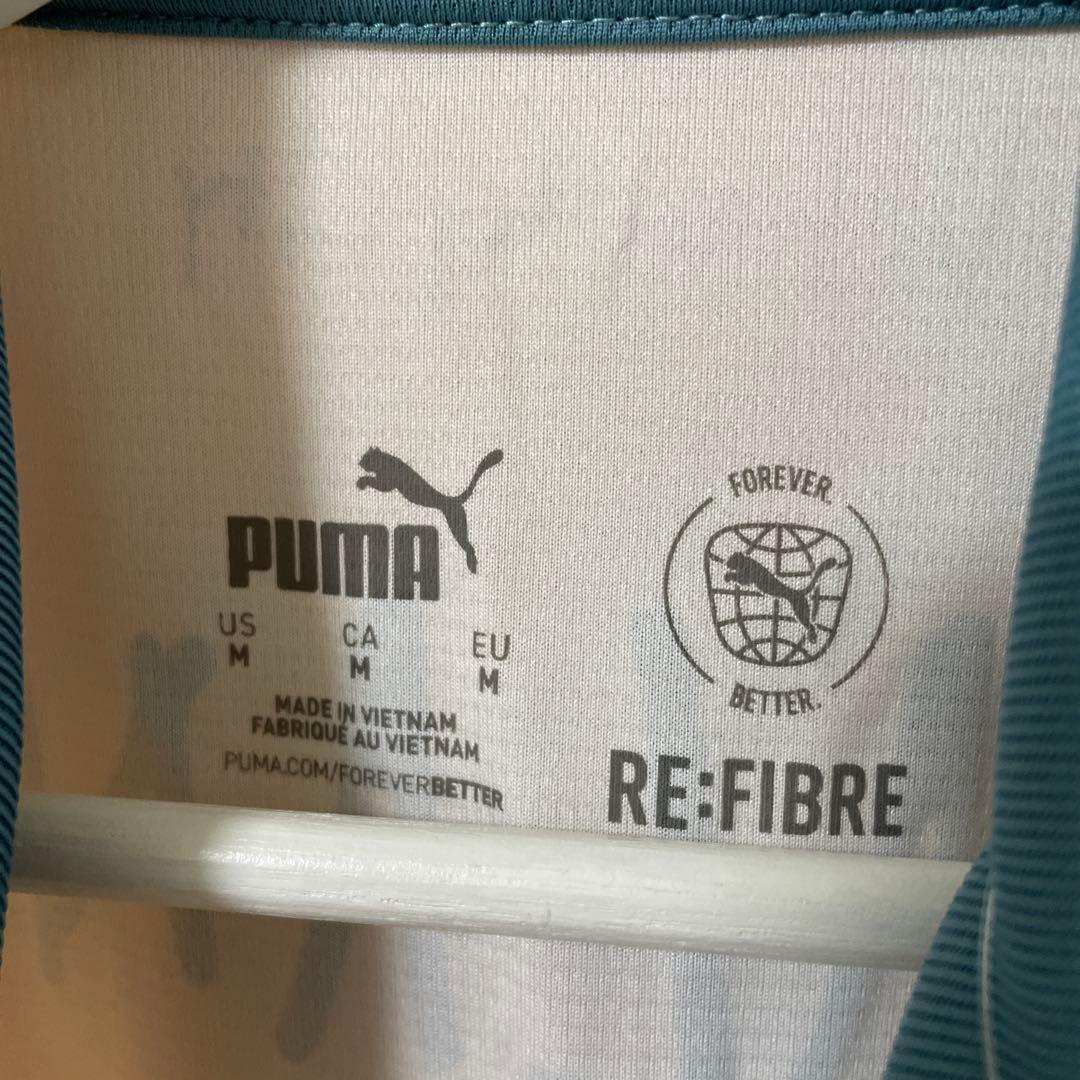 PUMA
US CA EU
M M M
MADE IN VIETNAM
FABRIQUÉ AU VIETNAM
PUMA.COM/FOREVERBETTER
FOREVER.
BETTER.
RE:FIBRE